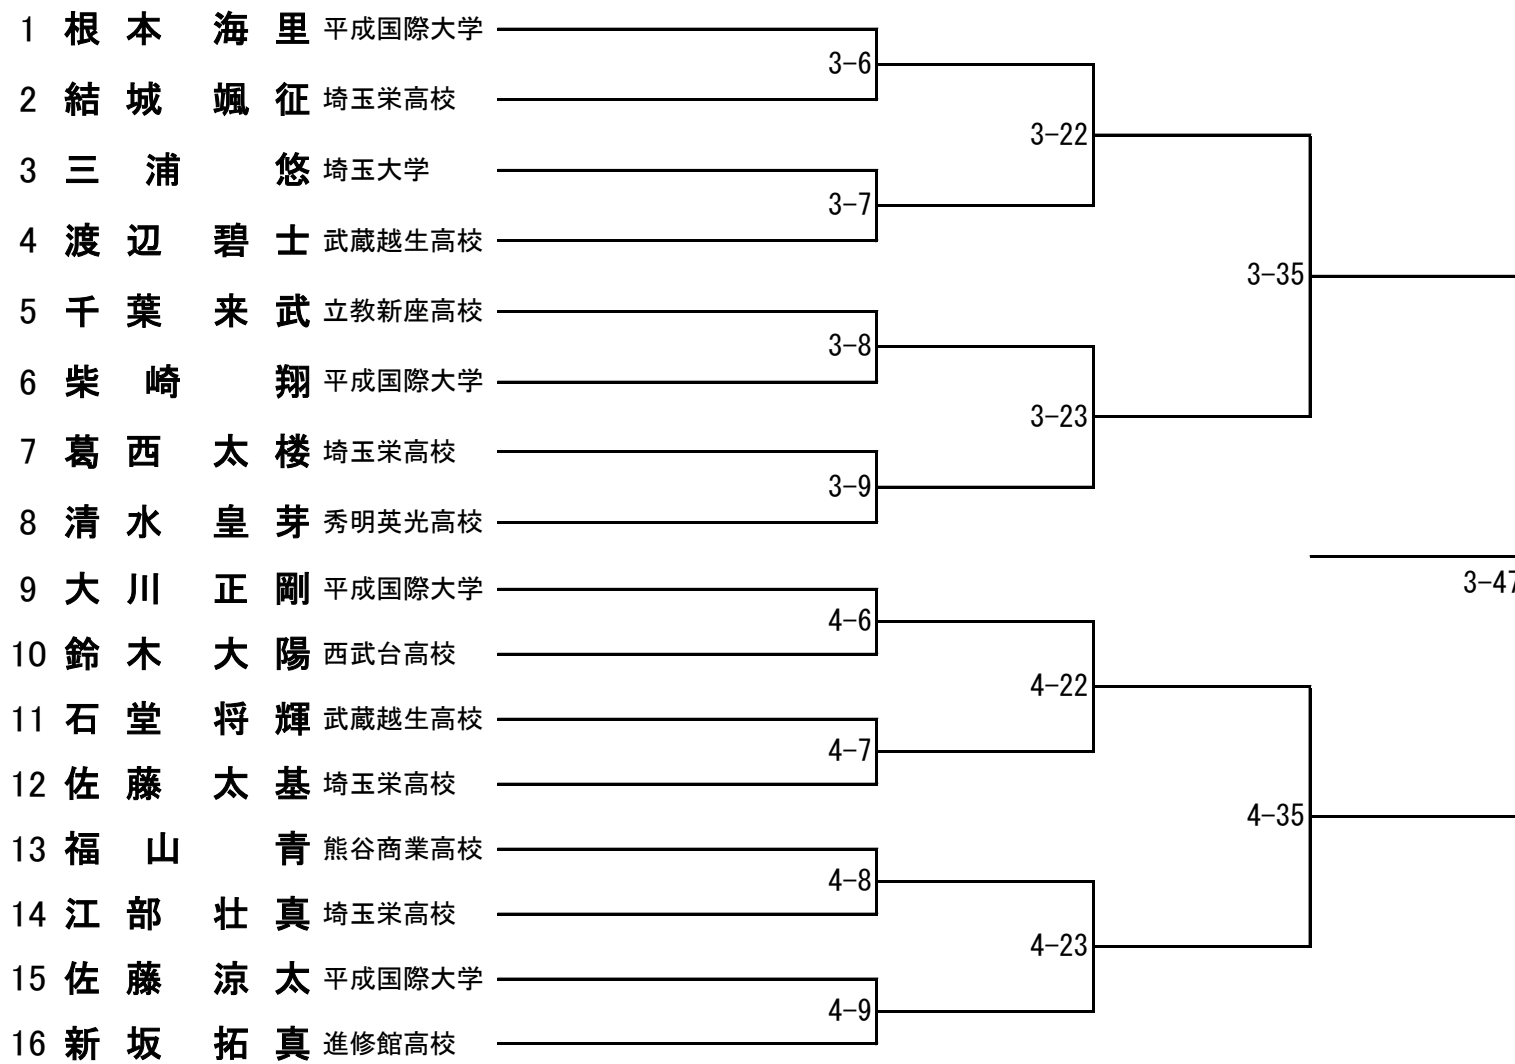 1 根本 海里 平成国際大学
3-6
2 結城 颯征 埼玉栄高校
3-22
3 三浦 悠 埼玉大学
3-7
4 渡辺 碧士 武蔵越生高校
3-35
5 千葉 来武 立教新座高校
3-8
6 柴崎 翔 平成国際大学
3-23
7 葛西 太楼 埼玉栄高校
3-9
8 清水 皇芽 秀明英光高校
9 大川 正剛 平成国際大学
3-47
4-6
10 鈴木 大陽 西武台高校
4-22
11 石堂 将輝 武蔵越生高校
4-7
12 佐藤 太基 埼玉栄高校
4-35
13 福山 青 熊谷商業高校
4-8
14 江部 壮真 埼玉栄高校
4-23
15 佐藤 涼太 平成国際大学
4-9
16 新坂 拓真 進修館高校